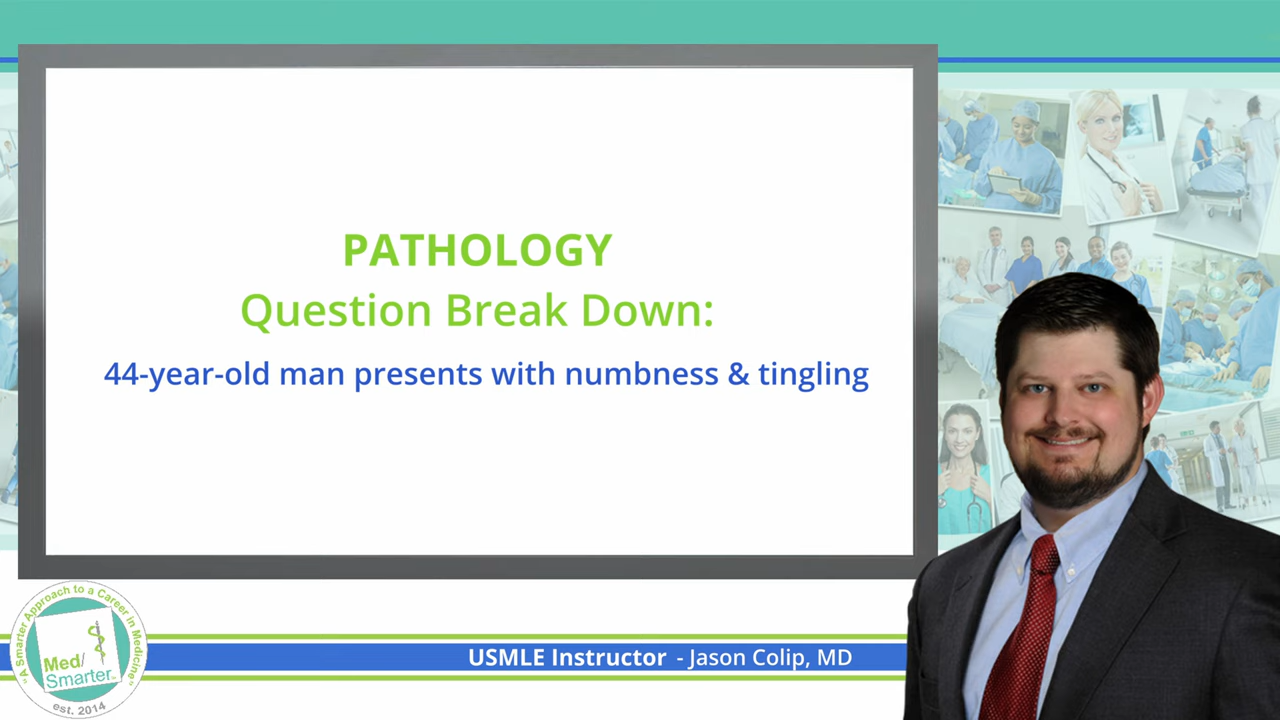 PATHOLOGY
Question Break Down:
44-year-old man presents with numbness & tingling
"A Smarter Approach to a Career in Medicine"
Med/
Smarter
est. 2014
USMLE Instructor - Jason Colip, MD